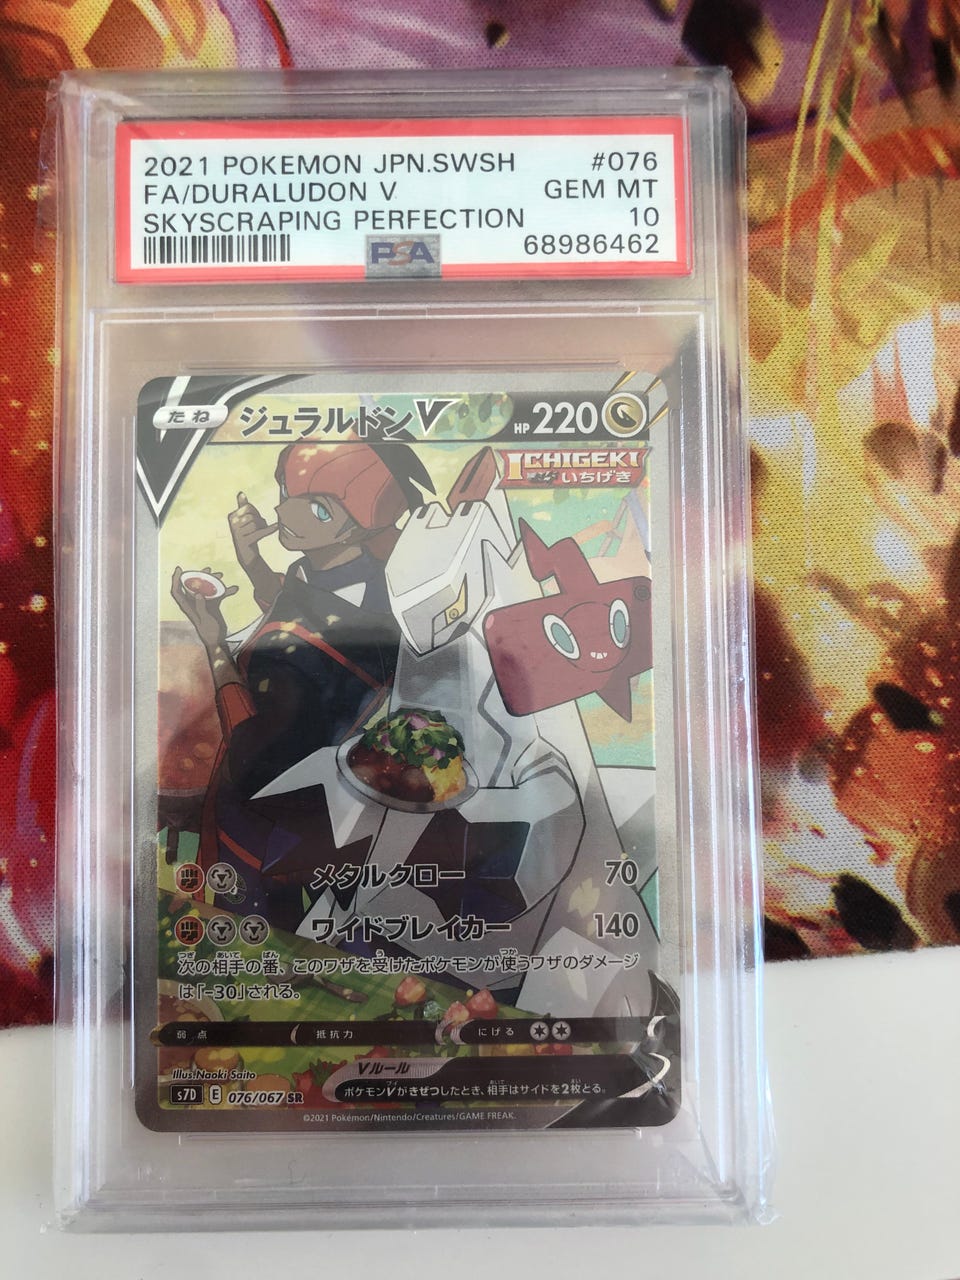 2021 POKEMON JPN.SWSH #076
FA/DURALUDON V GEM MT
SKYSCRAPING PERFECTION 10
PSA 68986462
たね ジュラルドンV HP 220
ICHIGEKI
いちげき
メタルクロー 70
ワイドブレイカー 140
次の相手の番、このワザを受けたポケモンが使うワザのダメージ
は「-30」される。
弱点 抵抗力 にげる
Vルール
ポケモンVがきぜつしたとき、相手はサイドを2枚とる。
Illus.Naoki Saito
s7D E 076/067 SR
©2021 Pokémon/Nintendo/Creatures/GAME FREAK.